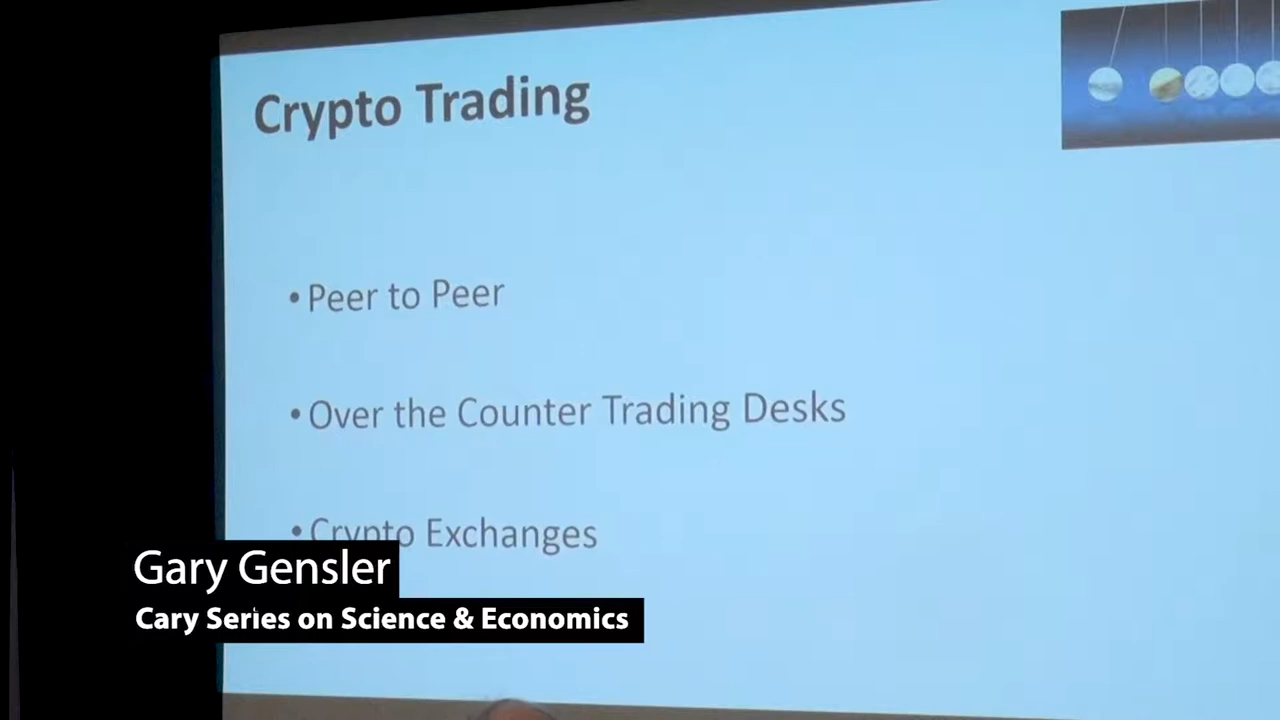 Crypto Trading
• Peer to Peer
• Over the Counter Trading Desks
• Crypto Exchanges
Gary Gensler
Cary Series on Science & Economics